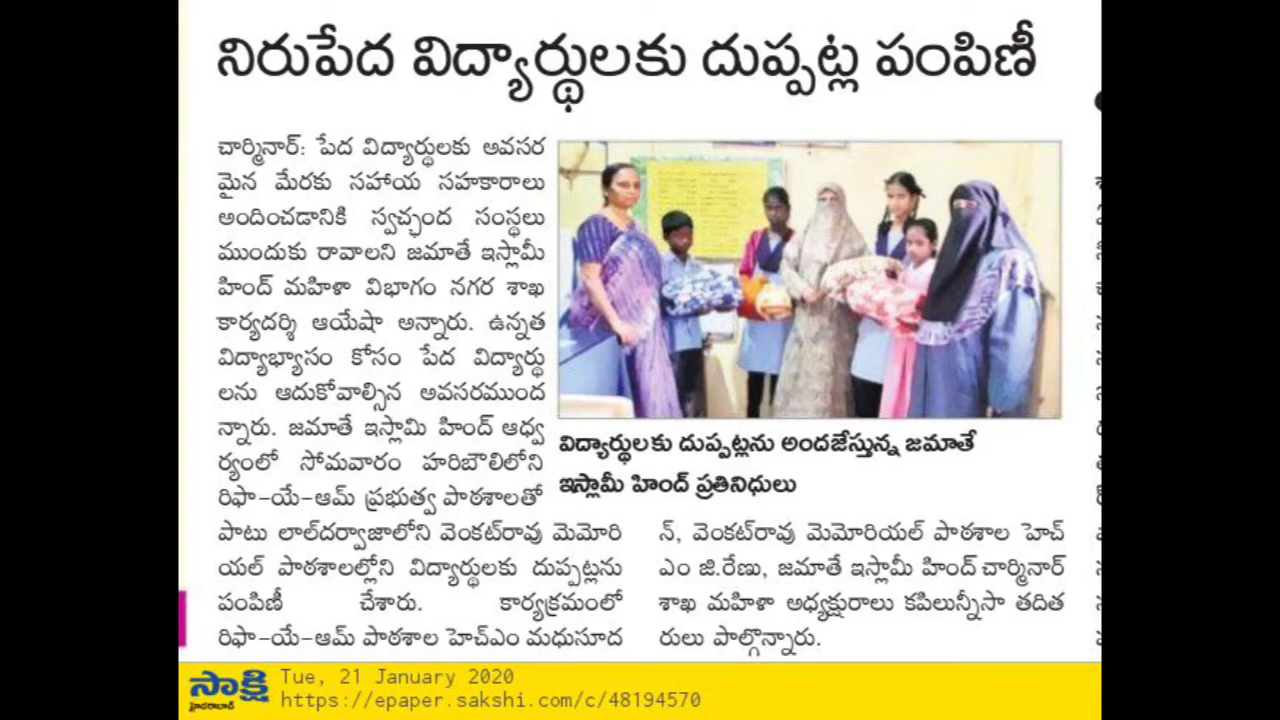 నిరుపేద విద్యార్థులకు దుప్పట్ల పంపిణీ
చార్మినార్: పేద విద్యార్థులకు అవసర
మైన మేరకు సహాయ సహకారాలు
అందించడానికి స్వచ్ఛంద సంస్థలు
ముందుకు రావాలని జమాతే ఇస్లామీ
హింద్ మహిళా విభాగం నగర శాఖ
కార్యదర్శి ఆయేషా అన్నారు. ఉన్నత
విద్యాభ్యాసం కోసం పేద విద్యార్థు
లను ఆదుకోవాల్సిన అవసరముంద
న్నారు. జమాతే ఇస్లామి హింద్ ఆధ్వ
ర్యంలో సోమవారం హరిబౌలిలోని
రిఫా-యే-ఆమ్ ప్రభుత్వ పాఠశాలతో
పాటు లాల్‌దర్వాజాలోని వెంకట్‌రావు మెమోరి
యల్ పాఠశాలల్లోని విద్యార్థులకు దుప్పట్లను
పంపిణీ చేశారు. కార్యక్రమంలో
రిఫా-యే-ఆమ్ పాఠశాల హెచ్ఎం మధుసూద
విద్యార్థులకు దుప్పట్లను అందజేస్తున్న జమాతే
ఇస్లామీ హింద్ ప్రతినిధులు
న్, వెంకట్‌రావు మెమోరియల్ పాఠశాల హెచ్
ఎం జి.రేణు, జమాతే ఇస్లామీ హింద్ చార్మినార్
శాఖ మహిళా అధ్యక్షురాలు కపిలున్నీసా తదిత
రులు పాల్గొన్నారు.
సాక్షి
హైదరాబాద్
Tue, 21 January 2020
https://epaper.sakshi.com/c/48194570